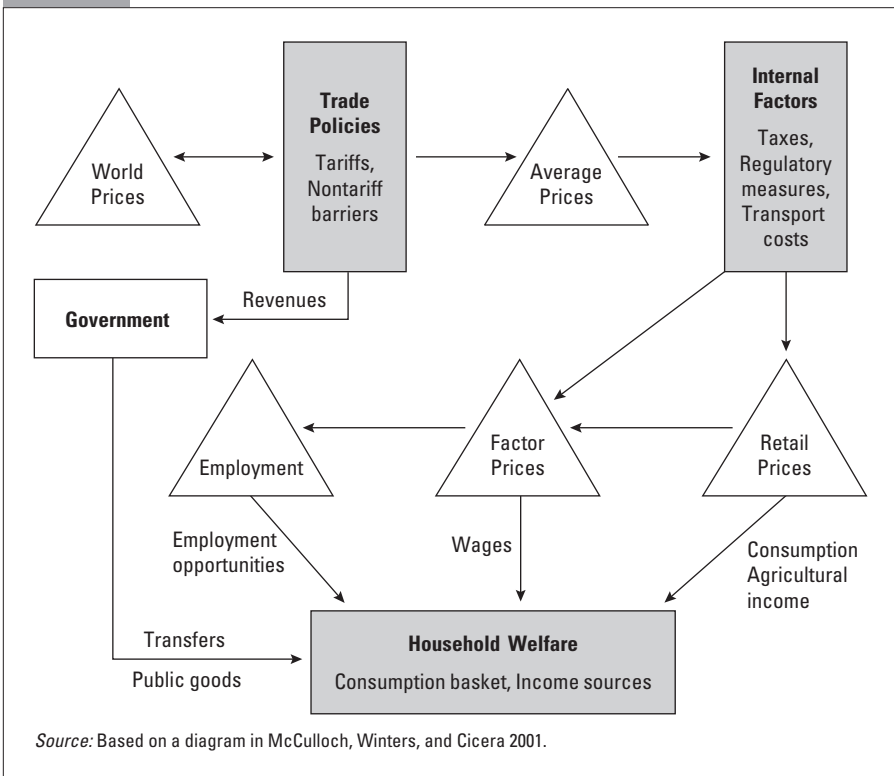 Trade
Policies
Tariffs,
Nontariff
barriers
Internal
Factors
Taxes,
Regulatory
measures,
Transport
costs
World
Prices
Average
Prices
Revenues
Government
Employment
Factor
Prices
Retail
Prices
Employment
opportunities
Wages
Consumption
Agricultural
income
Transfers
Public goods
Household Welfare
Consumption basket, Income sources
Source: Based on a diagram in McCulloch, Winters, and Cicera 2001.